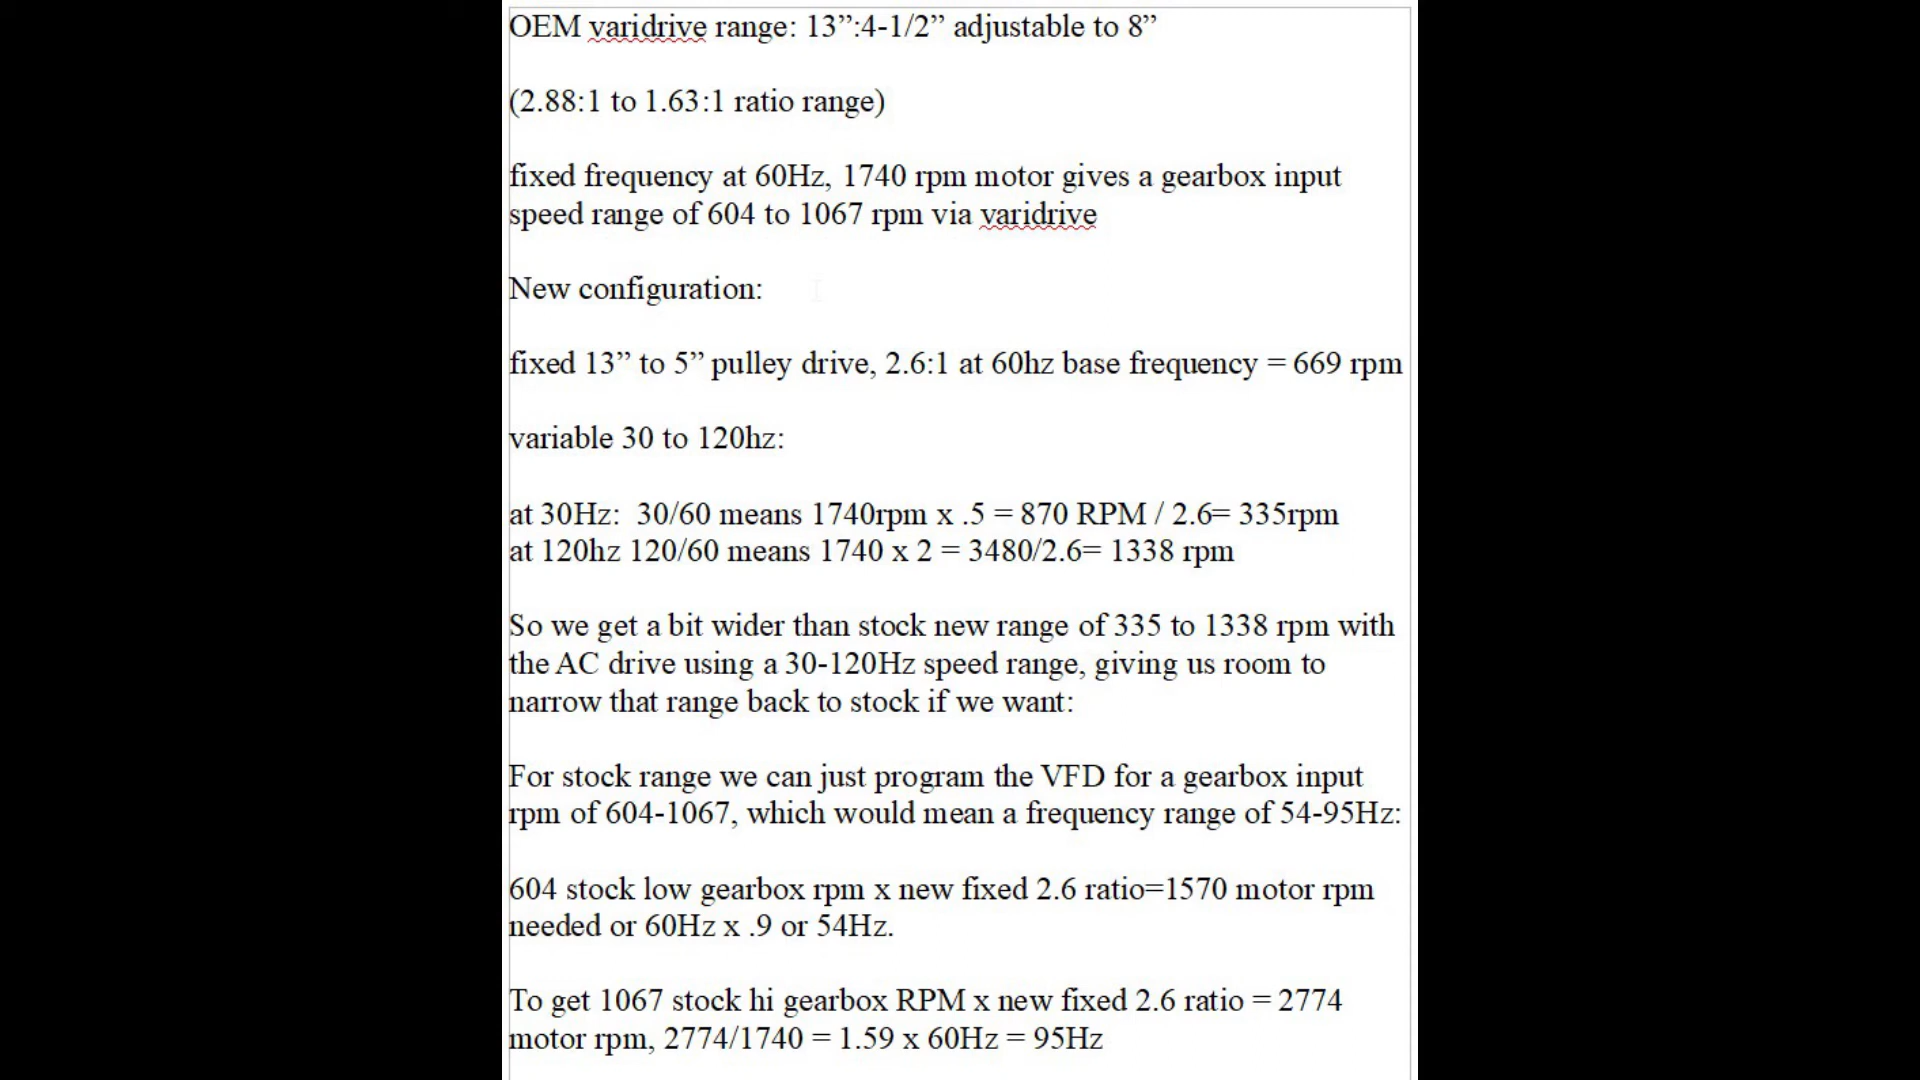 OEM varidrive range: 13”:4-1/2” adjustable to 8”
(2.88:1 to 1.63:1 ratio range)
fixed frequency at 60Hz, 1740 rpm motor gives a gearbox input
speed range of 604 to 1067 rpm via varidrive
New configuration:
fixed 13” to 5” pulley drive, 2.6:1 at 60hz base frequency = 669 rpm
variable 30 to 120hz:
at 30Hz:  30/60 means 1740rpm x .5 = 870 RPM / 2.6= 335rpm
at 120hz 120/60 means 1740 x 2 = 3480/2.6= 1338 rpm
So we get a bit wider than stock new range of 335 to 1338 rpm with
the AC drive using a 30-120Hz speed range, giving us room to
narrow that range back to stock if we want:
For stock range we can just program the VFD for a gearbox input
rpm of 604-1067, which would mean a frequency range of 54-95Hz:
604 stock low gearbox rpm x new fixed 2.6 ratio=1570 motor rpm
needed or 60Hz x .9 or 54Hz.
To get 1067 stock hi gearbox RPM x new fixed 2.6 ratio = 2774
motor rpm, 2774/1740 = 1.59 x 60Hz = 95Hz